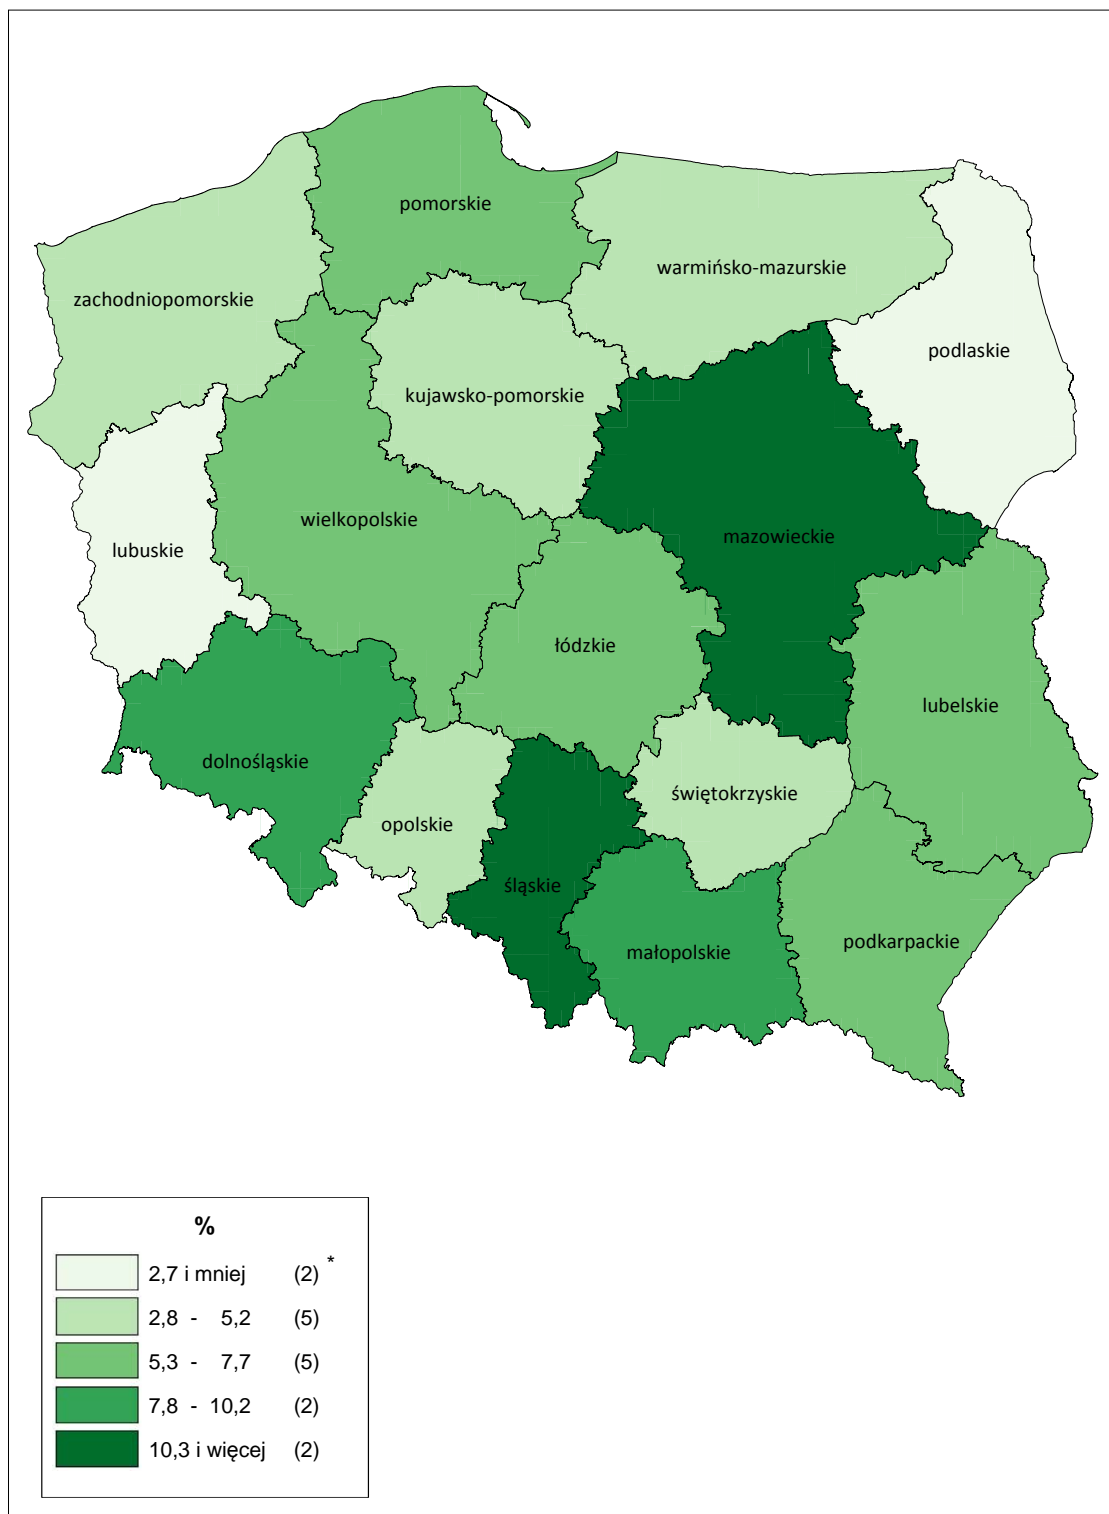 pomorskie
warmińsko-mazurskie
zachodniopomorskie
podlaskie
kujawsko-pomorskie
wielkopolskie
mazowieckie
lubuskie
łódzkie
lubelskie
dolnośląskie
świętokrzyskie
opolskie
śląskie
podkarpackie
małopolskie
%
2,7 i mniej (2) *
2,8 - 5,2 (5)
5,3 - 7,7 (5)
7,8 - 10,2 (2)
10,3 i więcej (2)